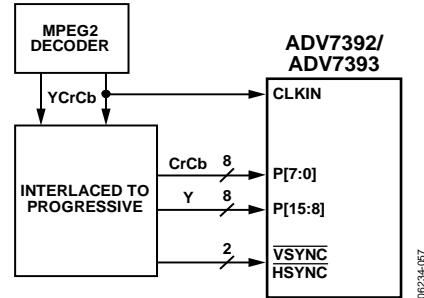 MPEG2
DECODER
YCrCb
INTERLACED TO
PROGRESSIVE
CrCb 8
Y 8
2
ADV7392/
ADV7393
CLKIN
P[7:0]
P[15:8]
VSYNC
HSYNC
06234-057